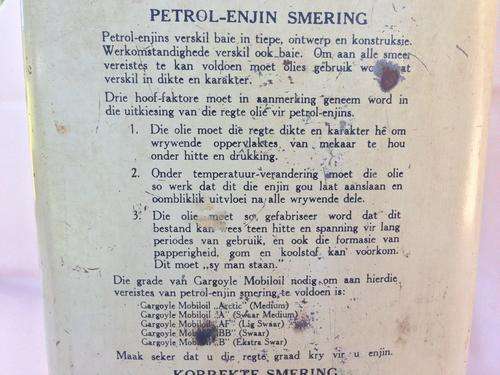 PETROL-ENJIN SMERING
Petrol-enjins verskil baie in tiepe, ontwerp en konstruksie.
Werkomstandighede verskil ook baie. Om aan alle smeer
vereistes te kan voldoen moet olies gebruik wat
verskil in dikte en karakter.
Drie hoof-faktore moet in aanmerking geneem word in
die uitkiesing van die regte olie vir petrol-enjins.
1. Die olie moet die regte dikte en karakter hê om
wrywende oppervlaktes van mekaar te hou
onder hitte en drukking.
2. Onder temperatuur-verandering moet die olie
so werk dat dit die enjin gou laat aanslaan en
oombliklik uitvloei na alle wrywende dele.
3. Die olie moet so gefabriseer word dat dit
bestand kan wees teen hitte en spanning vir lang
periodes van gebruik, en ook die formasie van
papperigheid, gom en koolstof kan voorkom.
Dit moet „sy man staan."
Die grade van Gargoyle Mobiloil nodig om aan hierdie
vereistes van petrol-enjin smering te voldoen is:
Gargoyle Mobiloil „Arctic" (Medium)
Gargoyle Mobiloil „A" (Swaar Medium)
Gargoyle Mobiloil „AF" (Lig Swaar)
Gargoyle Mobiloil „BB" (Swaar)
Gargoyle Mobiloil „B" (Ekstra Swar)
Maak seker dat u die regte graad kry vir u enjin.
KORREKTE SMERING